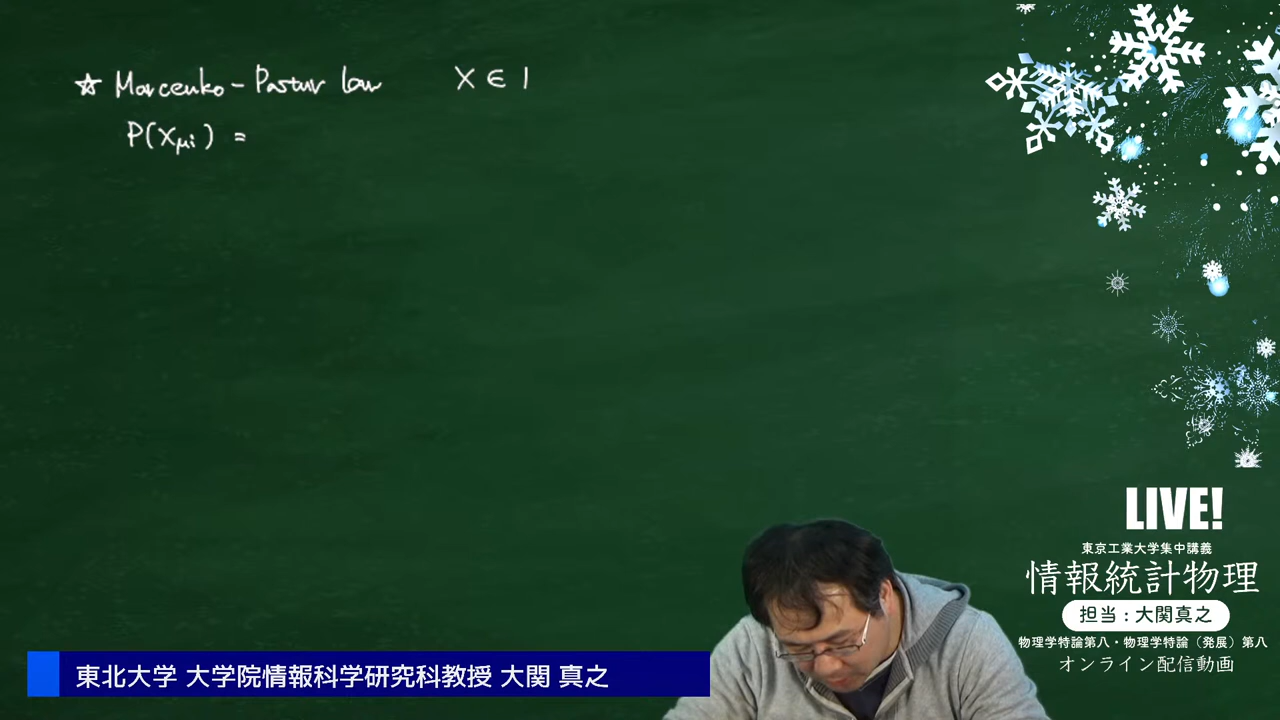 ☆ Marcenko-Pastur law X ∈ |
P(Xμi) =
LIVE!
東京工業大学集中講義
情報統計物理
担当:大関真之
物理学特論第八・物理学特論(発展)第八
オンライン配信動画
東北大学 大学院情報科学研究科教授 大関 真之